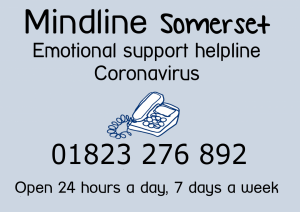 Mindline Somerset
Emotional support helpline
Coronavirus
01823 276 892
Open 24 hours a day, 7 days a week